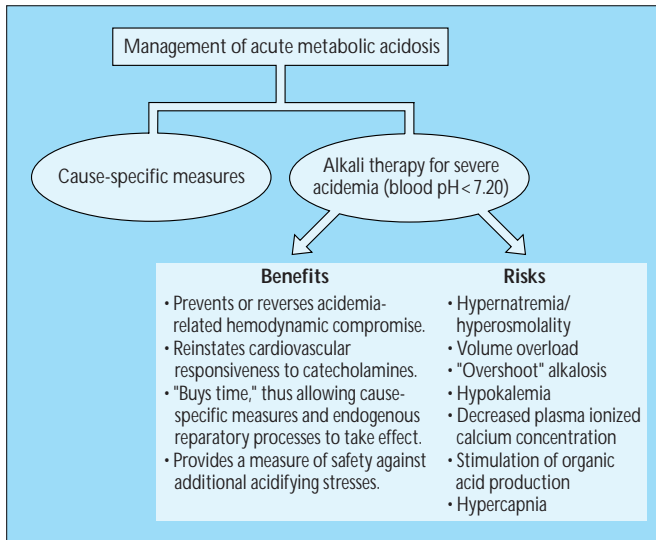 Management of acute metabolic acidosis
Cause-specific measures
Alkali therapy for severe
acidemia (blood pH< 7.20)
Benefits
• Prevents or reverses acidemia-
related hemodynamic compromise.
• Reinstates cardiovascular
responsiveness to catecholamines.
• "Buys time," thus allowing cause-
specific measures and endogenous
reparatory processes to take effect.
• Provides a measure of safety against
additional acidifying stresses.
Risks
• Hypernatremia/
hyperosmolality
• Volume overload
• "Overshoot" alkalosis
• Hypokalemia
• Decreased plasma ionized
calcium concentration
• Stimulation of organic
acid production
• Hypercapnia